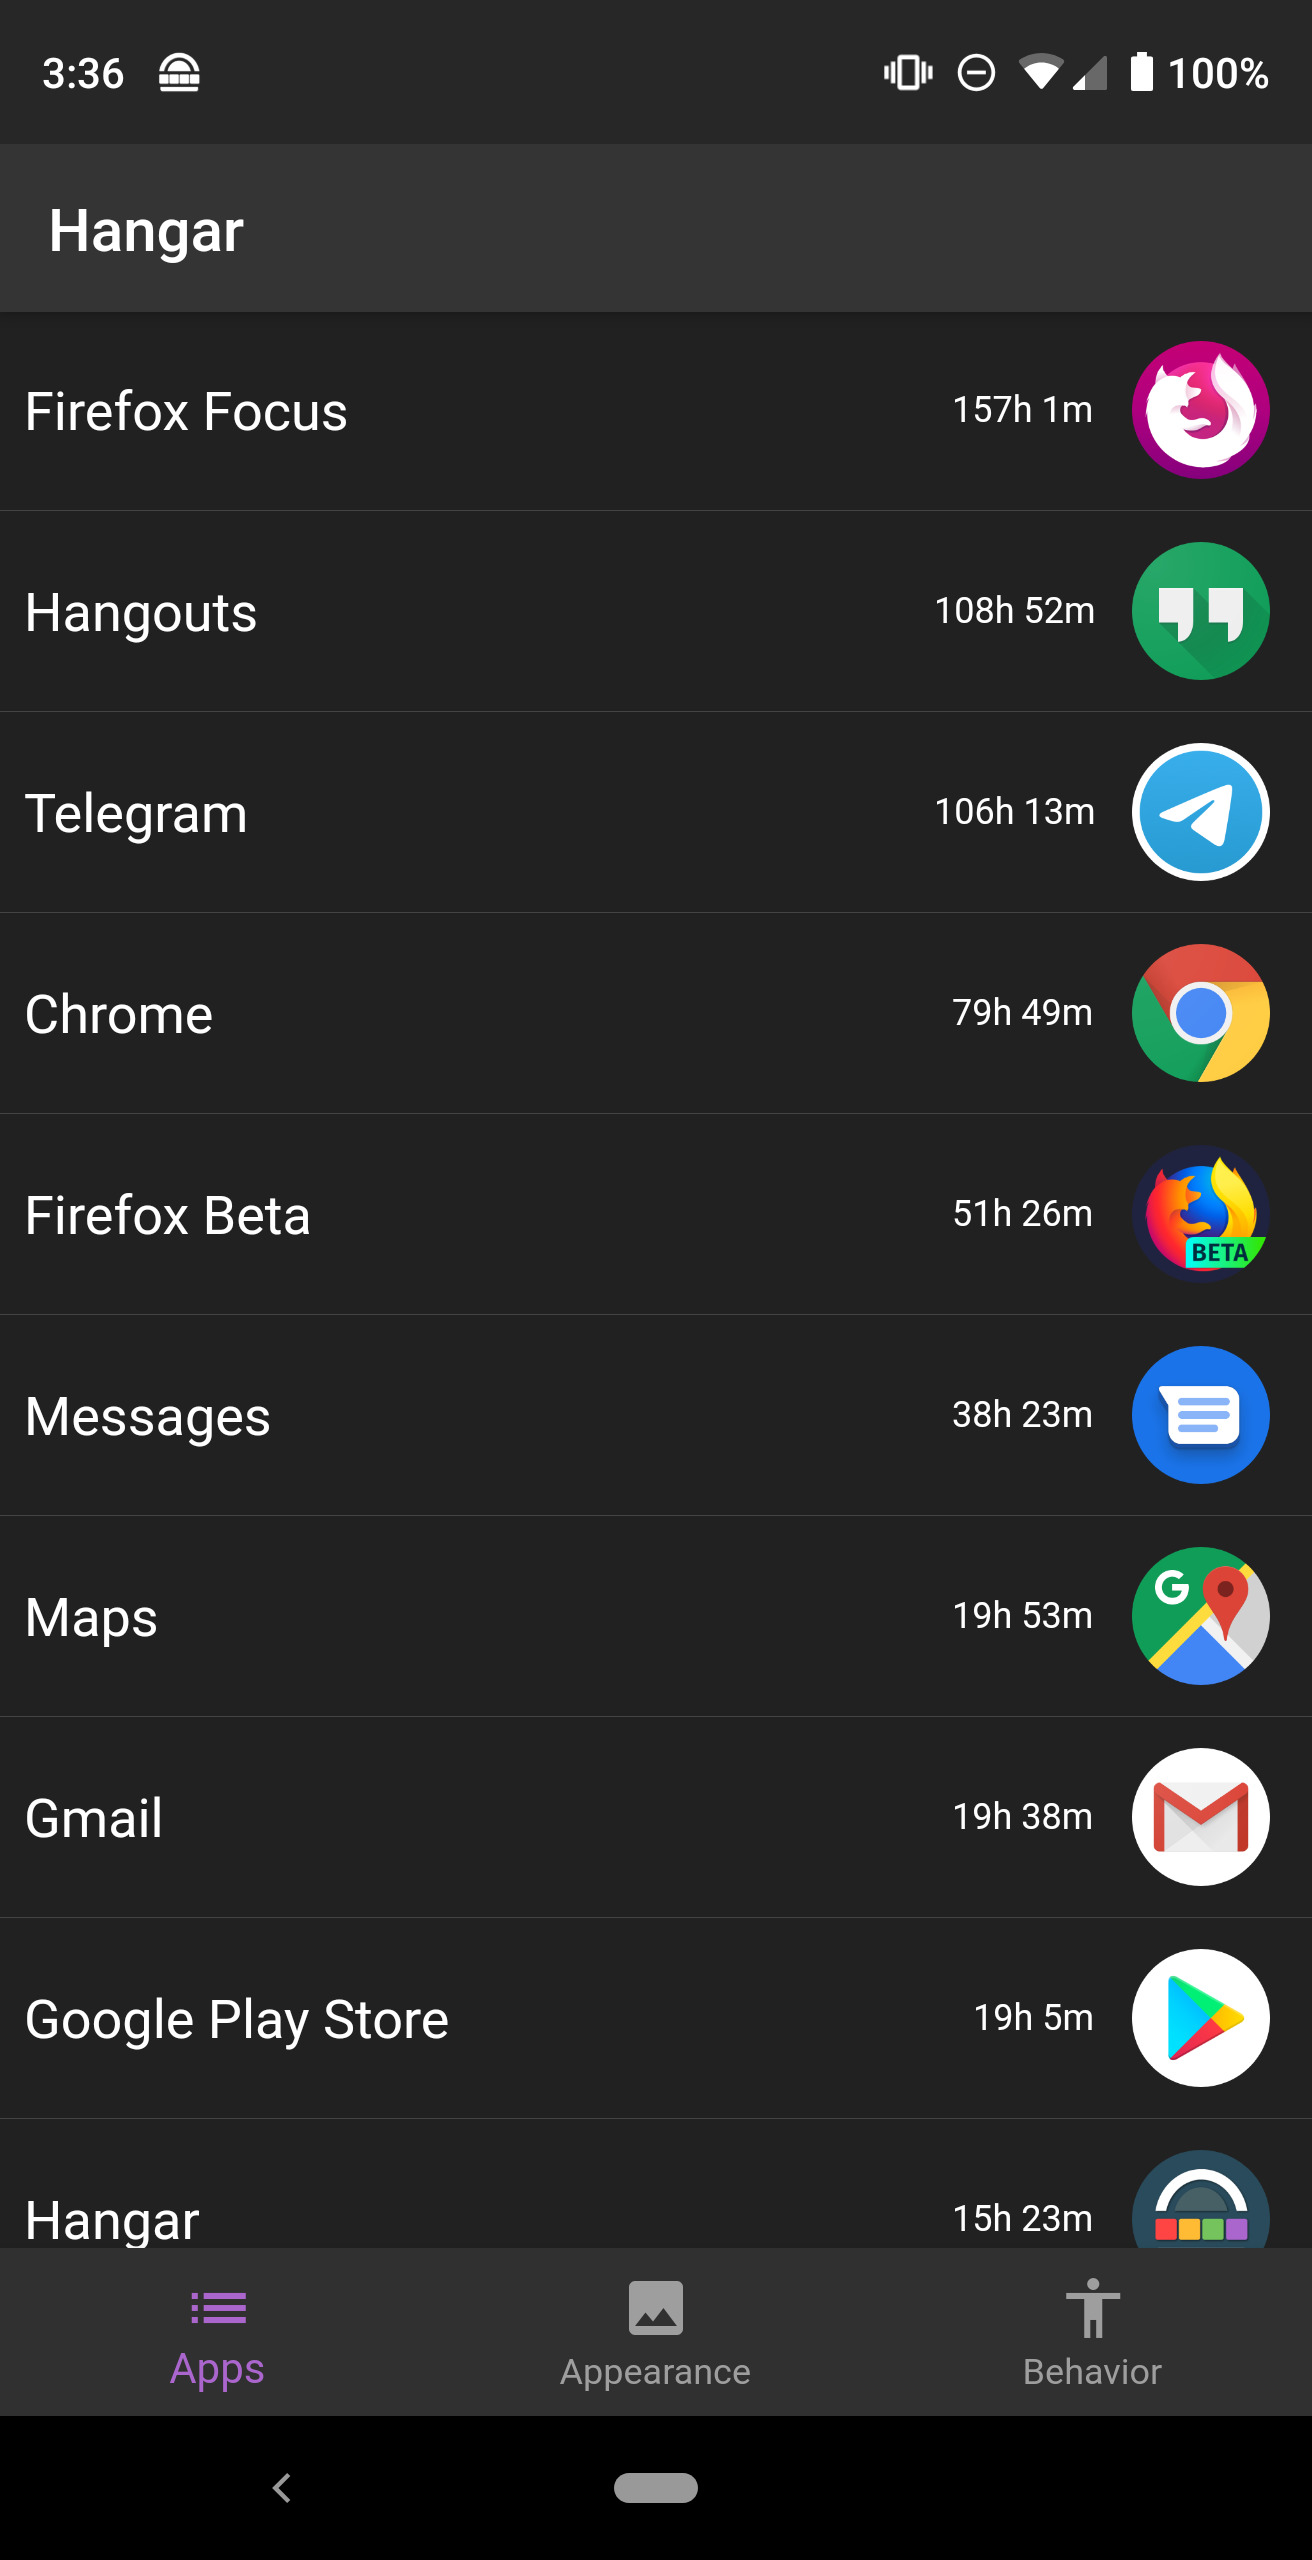 3:36 100%
Hangar
Firefox Focus 157h 1m
Hangouts 108h 52m
Telegram 106h 13m
Chrome 79h 49m
Firefox Beta 51h 26m
BETA
Messages 38h 23m
Maps 19h 53m
G
Gmail 19h 38m
Google Play Store 19h 5m
Hangar 15h 23m
Apps Appearance Behavior